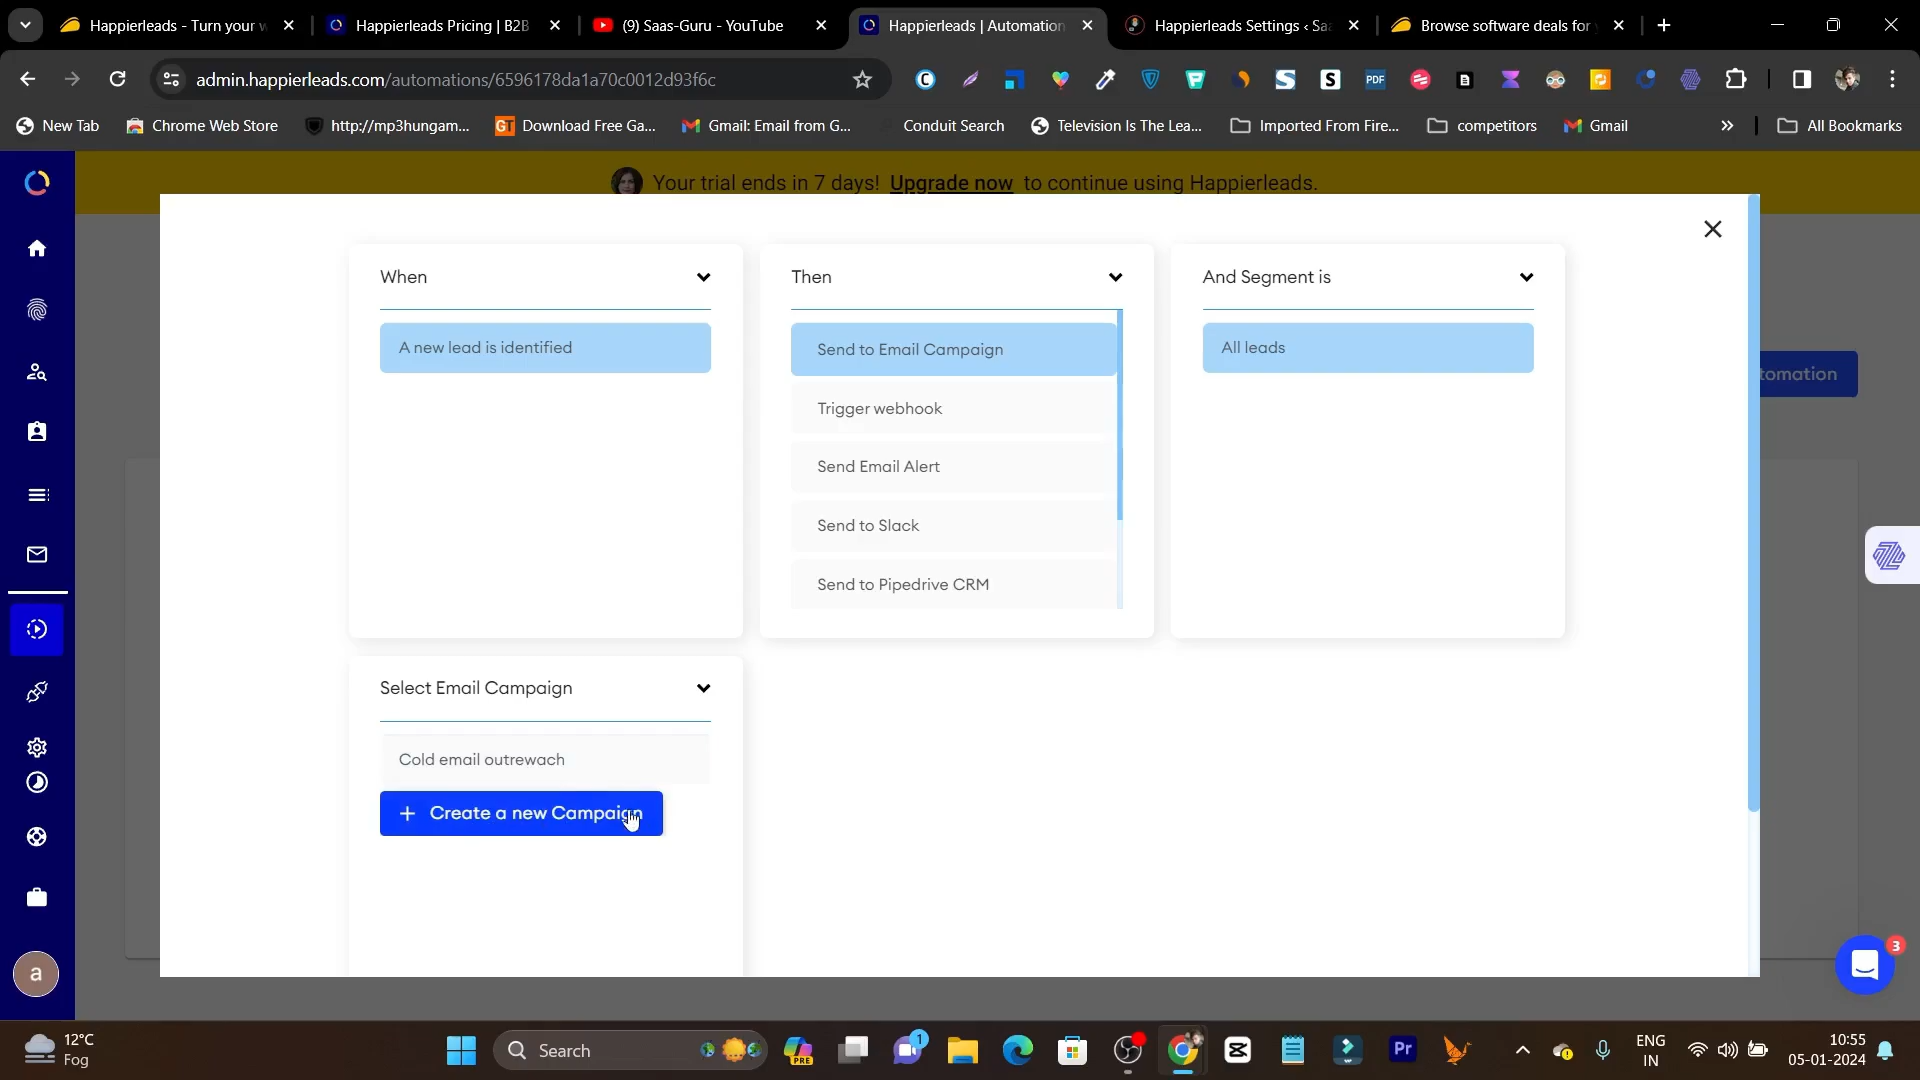 Happierleads - Turn your w
Happierleads Pricing | B2B
(9) Saas-Guru - YouTube
Happierleads | Automation
Happierleads Settings ‹ Sa
Browse software deals for
admin.happierleads.com/automations/6596178da1a70c0012d93f6c
New Tab
Chrome Web Store
http://mp3hungam...
Download Free Ga...
Gmail: Email from G...
Conduit Search
Television Is The Lea...
Imported From Fire...
competitors
Gmail
All Bookmarks
Your trial ends in 7 days! Upgrade now to continue using Happierleads.
When
Then
And Segment is
A new lead is identified
Send to Email Campaign
All leads
tomation
Trigger webhook
Send Email Alert
Send to Slack
Send to Pipedrive CRM
Select Email Campaign
Cold email outrewach
+ Create a new Campaign
a
3
12°C
Fog
Search
PRE
1
Pr
ENG
IN
10:55
05-01-2024
PDF